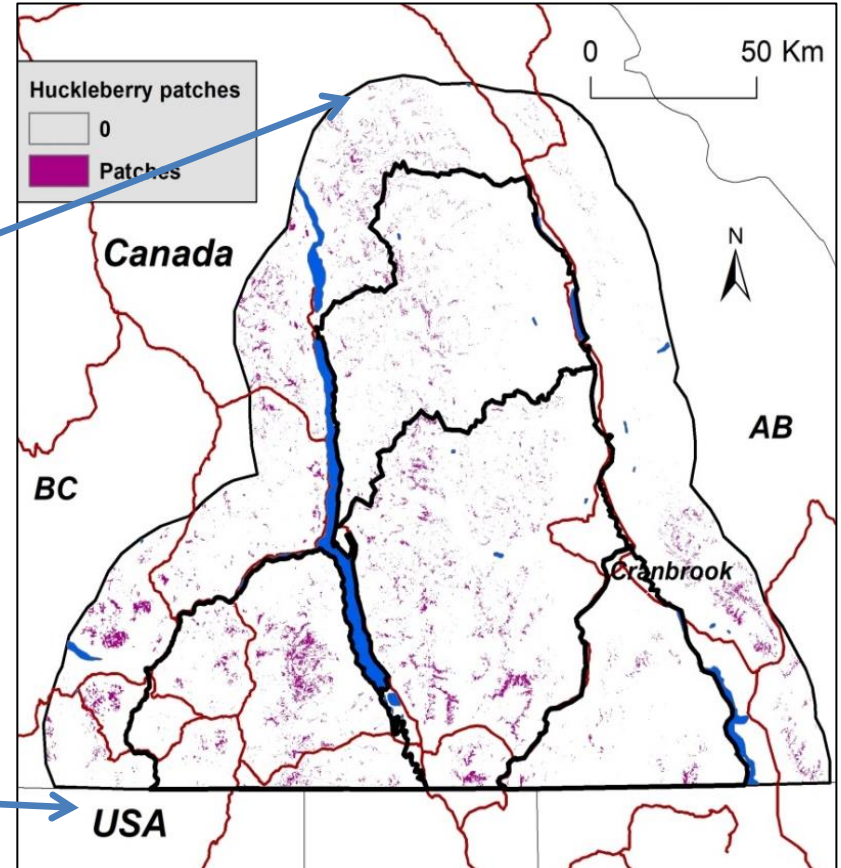 Huckleberry patches
0
Patches
0 50 Km
N
Canada
BC
AB
Cranbrook
USA